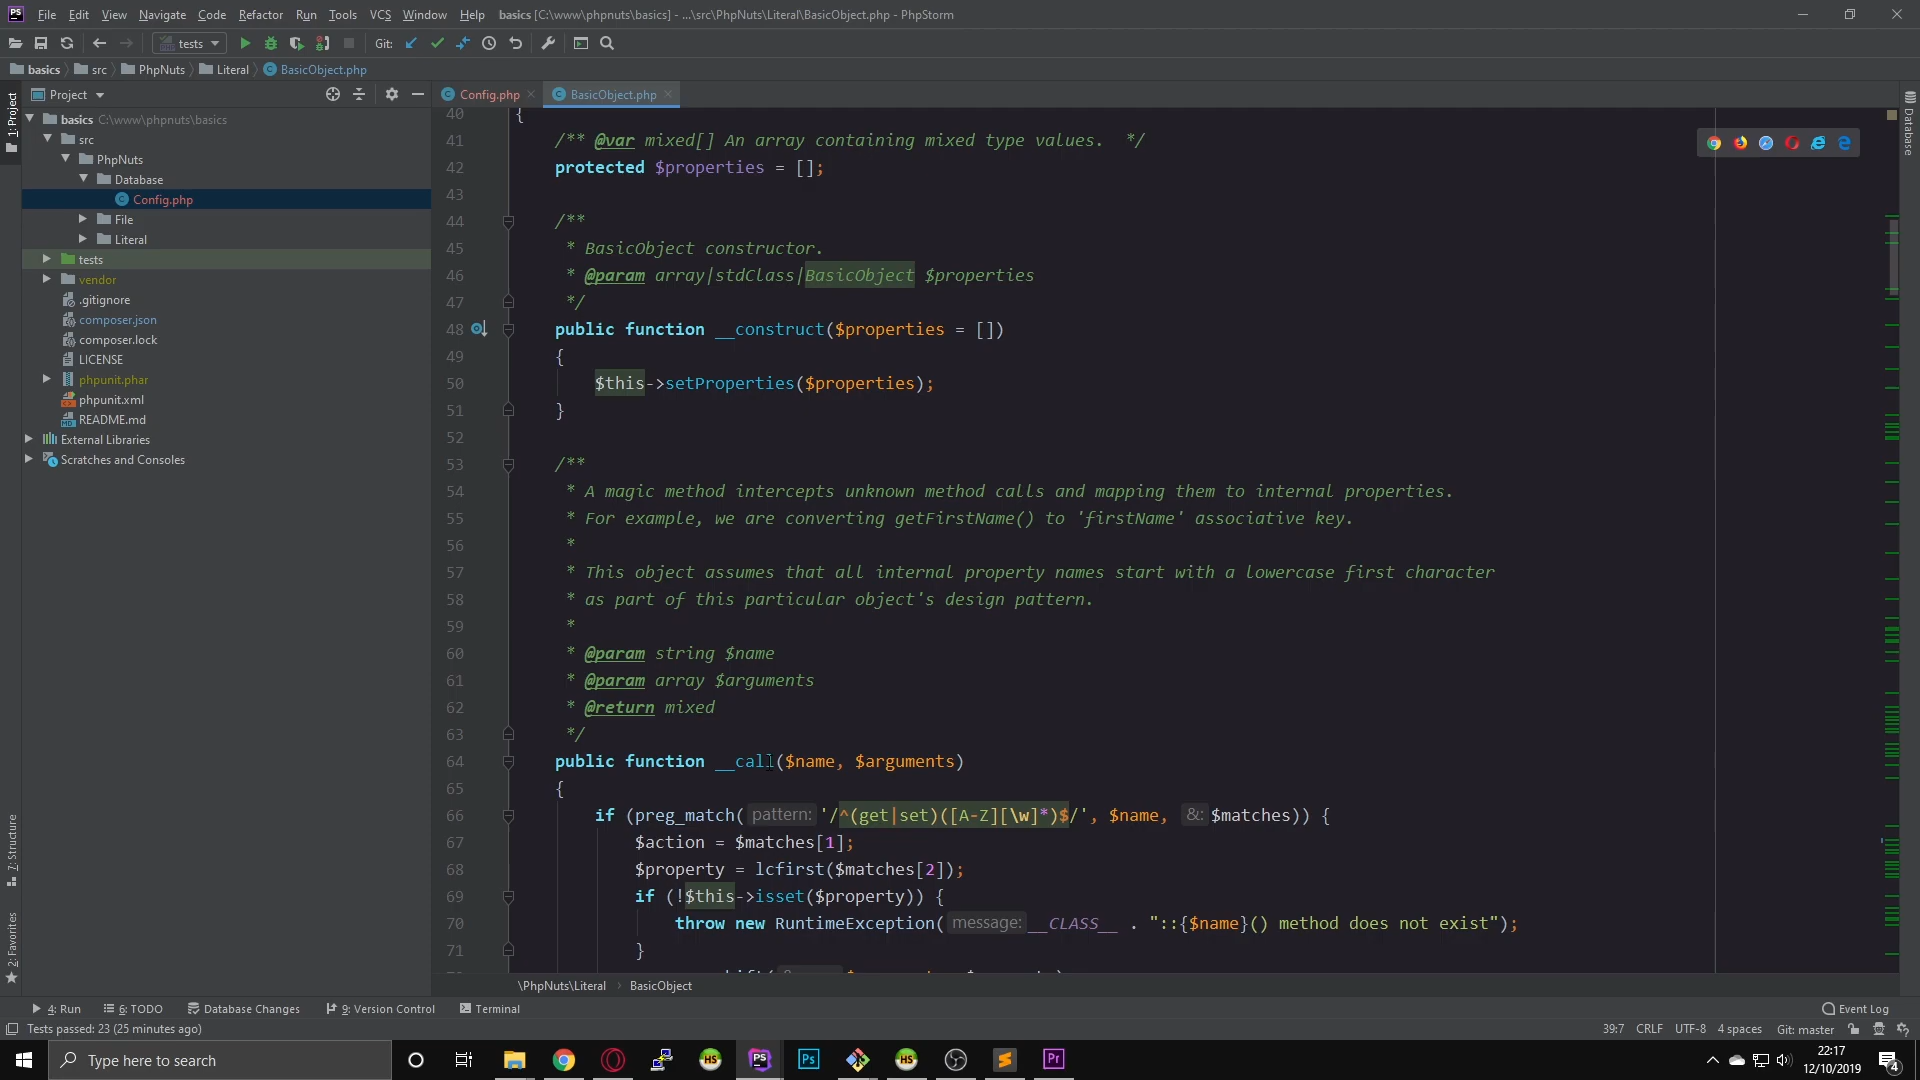 PS File Edit View Navigate Code Refactor Run Tools VCS Window Help basics [C:\www\phpnuts\basics] - ...\src\PhpNuts\Literal\BasicObject.php - PhpStorm
tests Git:
basics src PhpNuts Literal BasicObject.php
Project Config.php BasicObject.php
1: Project
Database
basics C:\www\phpnuts\basics
src
PhpNuts
Database
Config.php
File
Literal
tests
vendor
.gitignore
composer.json
composer.lock
LICENSE
phpunit.phar
phpunit.xml
README.md
External Libraries
Scratches and Consoles
7: Structure
2: Favorites
40 {
41 /** @var mixed[] An array containing mixed type values.  */
42 protected $properties = [];
43
44 /**
45 * BasicObject constructor.
46 * @param array|stdClass|BasicObject $properties
47 */
48 public function __construct($properties = [])
49 {
50 $this->setProperties($properties);
51 }
52
53 /**
54 * A magic method intercepts unknown method calls and mapping them to internal properties.
55 * For example, we are converting getFirstName() to 'firstName' associative key.
56 *
57 * This object assumes that all internal property names start with a lowercase first character
58 * as part of this particular object's design pattern.
59 *
60 * @param string $name
61 * @param array $arguments
62 * @return mixed
63 */
64 public function __call($name, $arguments)
65 {
66 if (preg_match( pattern: '/^(get|set)([A-Z][\w]*)$/', $name, &: $matches)) {
67 $action = $matches[1];
68 $property = lcfirst($matches[2]);
69 if (!$this->isset($property)) {
70 throw new RuntimeException( message: __CLASS__ . "::{$name}() method does not exist");
71 }
\PhpNuts\Literal BasicObject
4: Run 6: TODO Database Changes 9: Version Control Terminal Event Log
Tests passed: 23 (25 minutes ago) 39:7 CRLF UTF-8 4 spaces Git: master
Type here to search HS PS Ps HS Pr 22:17
12/10/2019 4